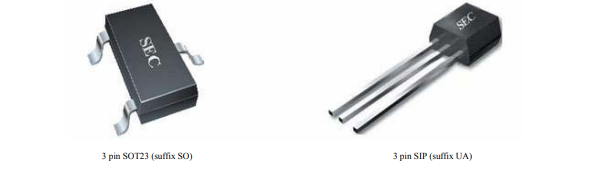 SEC
SEC
3 pin SOT23 (suffix SO)
3 pin SIP (suffix UA)